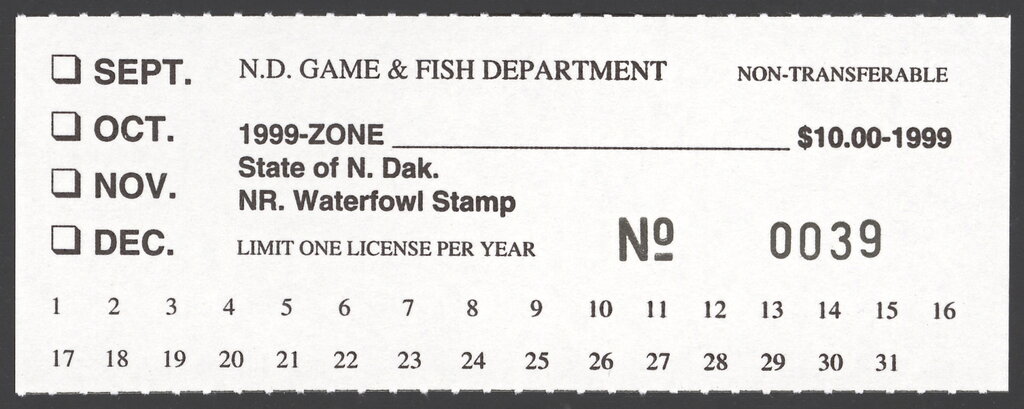 SEPT.
N.D. GAME & FISH DEPARTMENT
NON-TRANSFERABLE
OCT.
1999-ZONE ____________________ $10.00-1999
State of N. Dak.
NOV.
NR. Waterfowl Stamp
DEC.
LIMIT ONE LICENSE PER YEAR
Nº 0039
1 2 3 4 5 6 7 8 9 10 11 12 13 14 15 16
17 18 19 20 21 22 23 24 25 26 27 28 29 30 31